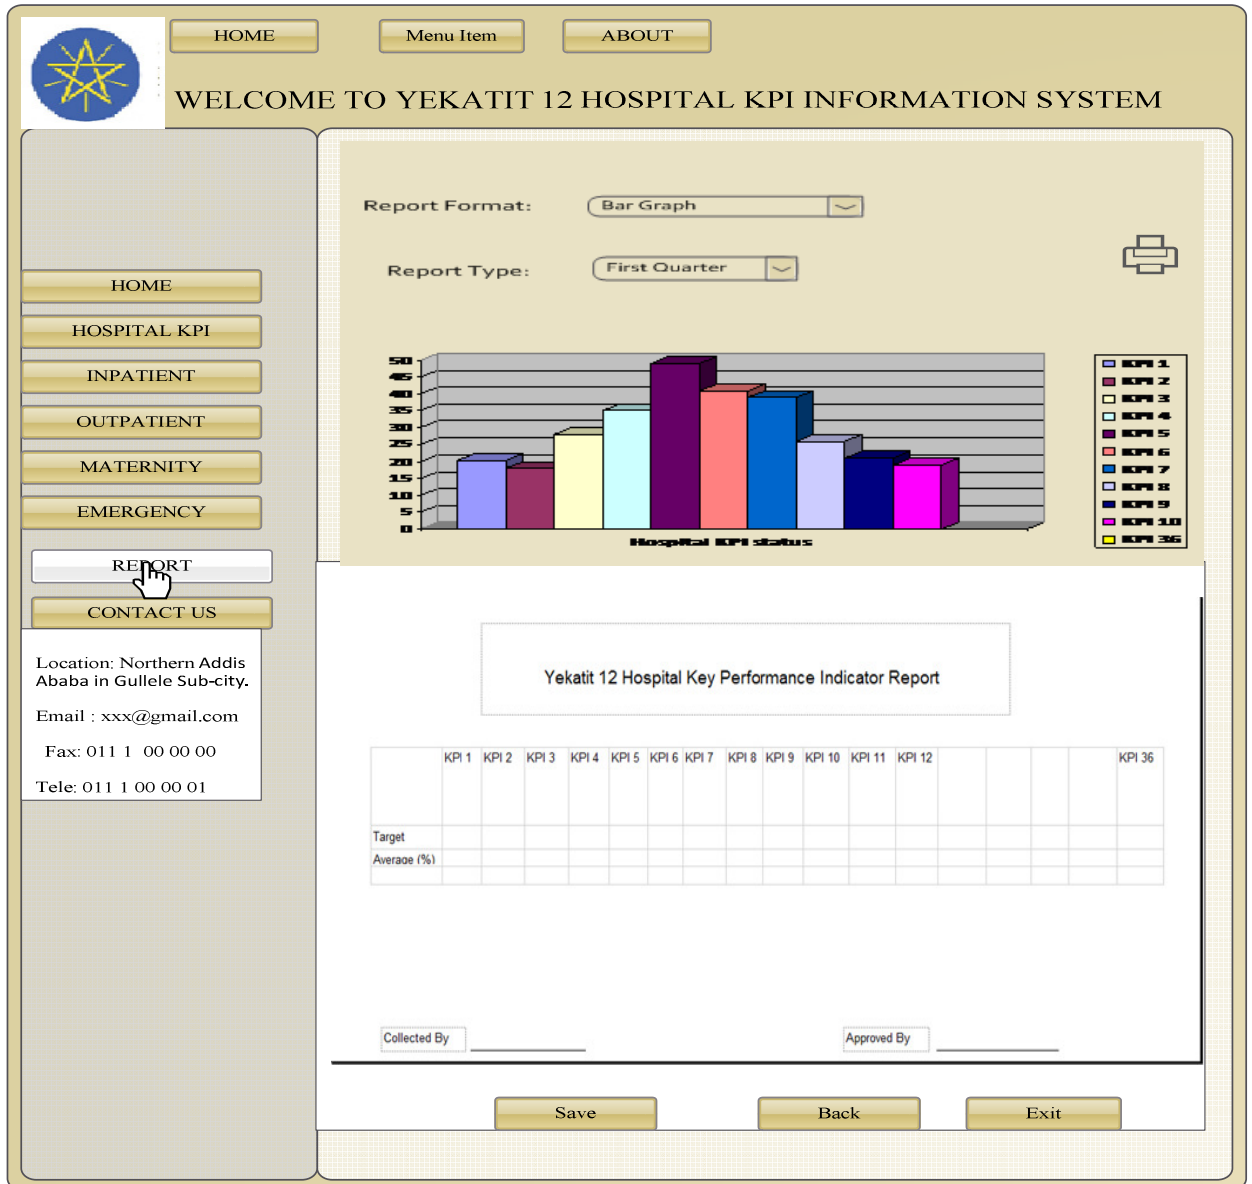 HOME Menu Item ABOUT
WELCOME TO YEKATIT 12 HOSPITAL KPI INFORMATION SYSTEM
Report Format: Bar Graph
Report Type: First Quarter
HOME
HOSPITAL KPI
INPATIENT
OUTPATIENT
MATERNITY
EMERGENCY
REPORT
CONTACT US
Location: Northern Addis
Ababa in Gullele Sub-city.
Email : xxx@gmail.com
Fax: 011 1 00 00 00
Tele: 011 1 00 00 01
50
45
40
35
30
25
20
15
10
5
0
Hospital KPI status
KPI 1
KPI 2
KPI 3
KPI 4
KPI 5
KPI 6
KPI 7
KPI 8
KPI 9
KPI 10
KPI 36
Yekatit 12 Hospital Key Performance Indicator Report
KPI 1 KPI 2 KPI 3 KPI 4 KPI 5 KPI 6 KPI 7 KPI 8 KPI 9 KPI 10 KPI 11 KPI 12 KPI 36
Target
Average (%)
Collected By Approved By
Save Back Exit